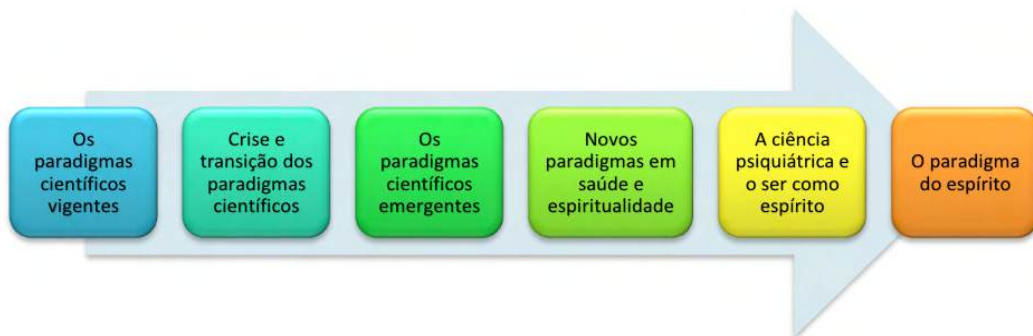 Os
paradigmas
científicos
vigentes
Crise e
transição dos
paradigmas
científicos
Os
paradigmas
científicos
emergentes
Novos
paradigmas em
saúde e
espiritualidade
A ciência
psiquiátrica e
o ser como
espírito
O paradigma
do espírito